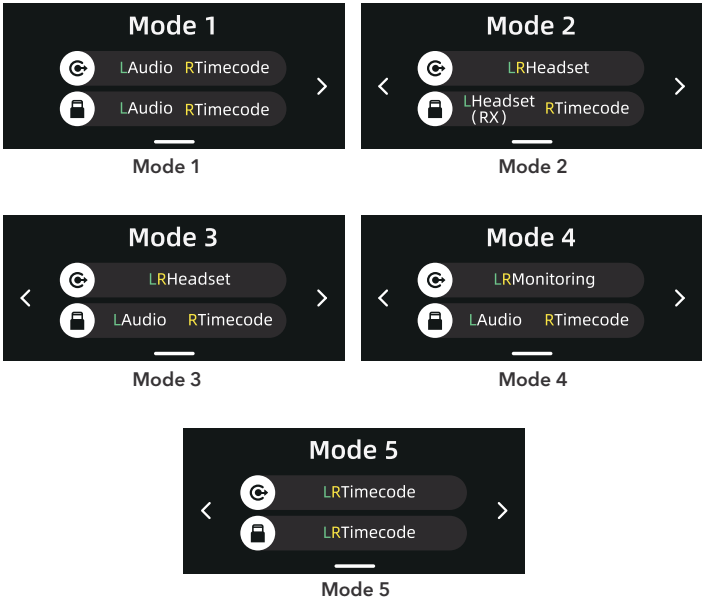 Mode 1
LAudio RTimecode
LAudio RTimecode
Mode 1
Mode 2
LRHeadset
LHeadset
(RX)
RTimecode
Mode 2
Mode 3
LRHeadset
LAudio RTimecode
Mode 3
Mode 4
LRMonitoring
LAudio RTimecode
Mode 4
Mode 5
LRTimecode
LRTimecode
Mode 5